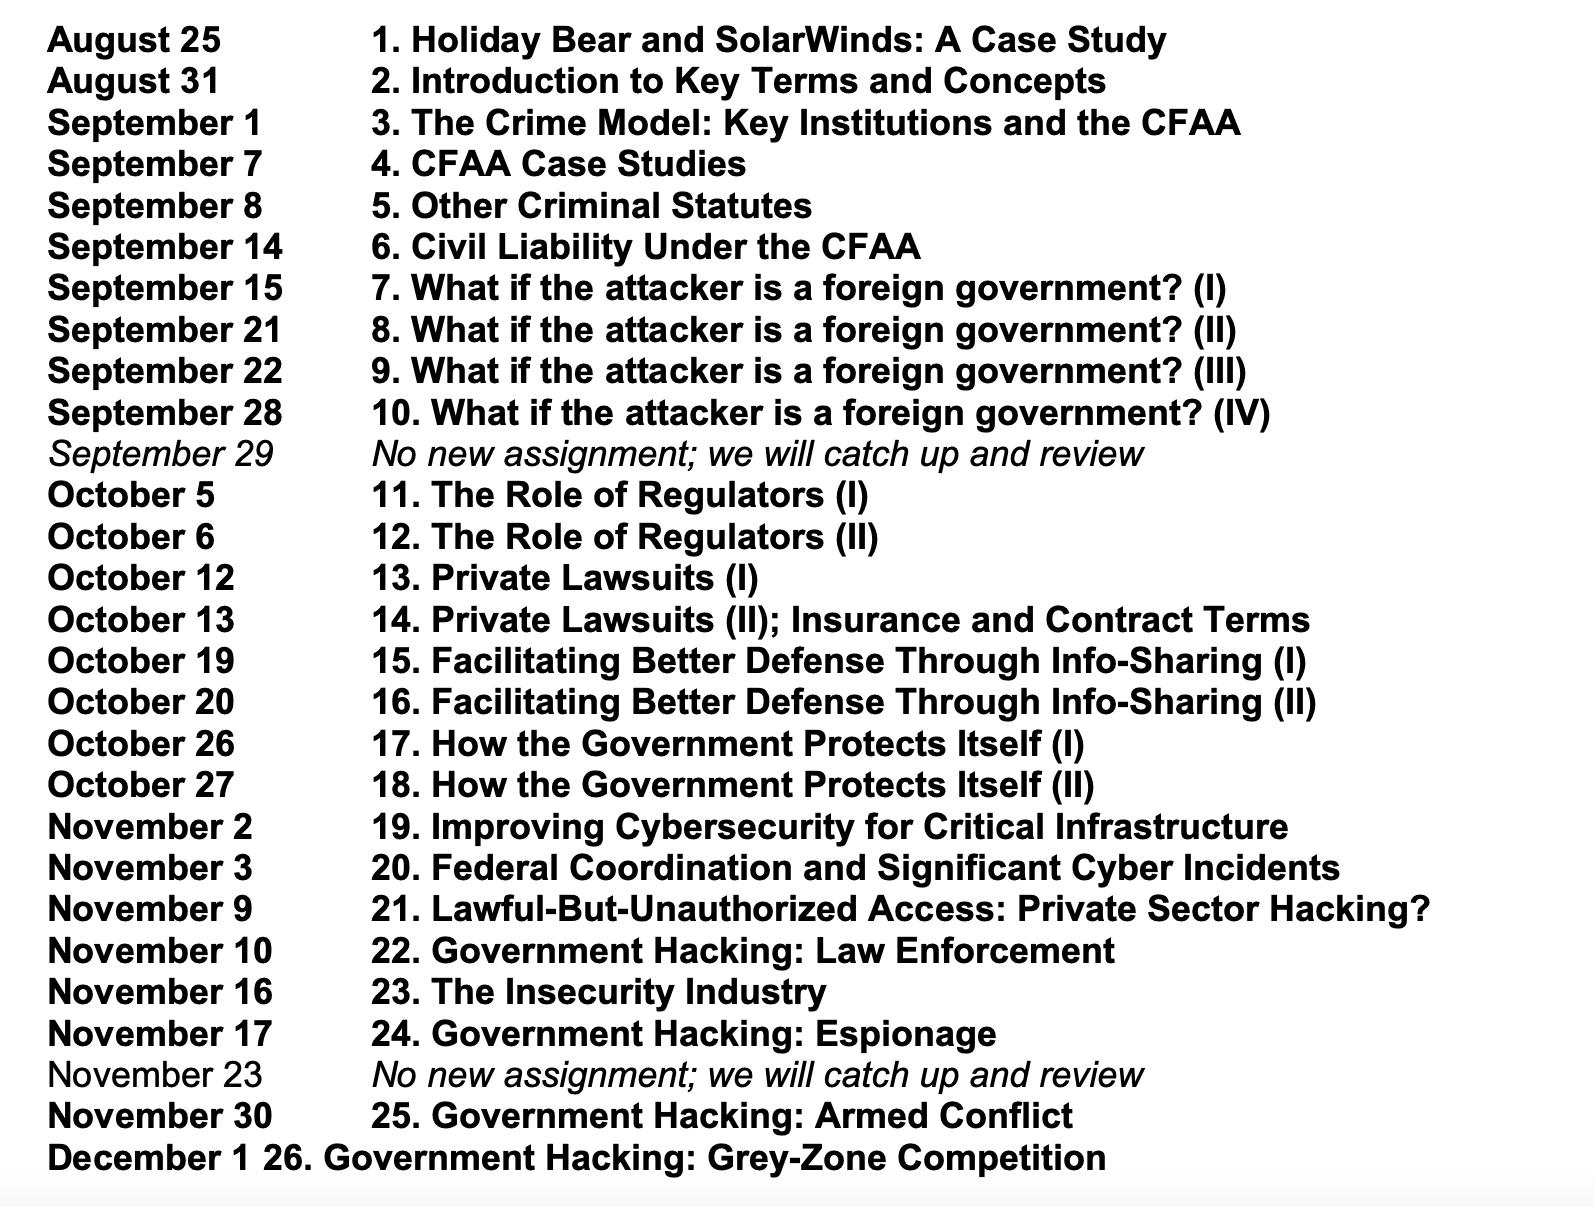 August 25 1. Holiday Bear and SolarWinds: A Case Study
August 31 2. Introduction to Key Terms and Concepts
September 1 3. The Crime Model: Key Institutions and the CFAA
September 7 4. CFAA Case Studies
September 8 5. Other Criminal Statutes
September 14 6. Civil Liability Under the CFAA
September 15 7. What if the attacker is a foreign government? (I)
September 21 8. What if the attacker is a foreign government? (II)
September 22 9. What if the attacker is a foreign government? (III)
September 28 10. What if the attacker is a foreign government? (IV)
September 29 No new assignment; we will catch up and review
October 5 11. The Role of Regulators (I)
October 6 12. The Role of Regulators (II)
October 12 13. Private Lawsuits (I)
October 13 14. Private Lawsuits (II); Insurance and Contract Terms
October 19 15. Facilitating Better Defense Through Info-Sharing (I)
October 20 16. Facilitating Better Defense Through Info-Sharing (II)
October 26 17. How the Government Protects Itself (I)
October 27 18. How the Government Protects Itself (II)
November 2 19. Improving Cybersecurity for Critical Infrastructure
November 3 20. Federal Coordination and Significant Cyber Incidents
November 9 21. Lawful-But-Unauthorized Access: Private Sector Hacking?
November 10 22. Government Hacking: Law Enforcement
November 16 23. The Insecurity Industry
November 17 24. Government Hacking: Espionage
November 23 No new assignment; we will catch up and review
November 30 25. Government Hacking: Armed Conflict
December 1 26. Government Hacking: Grey-Zone Competition